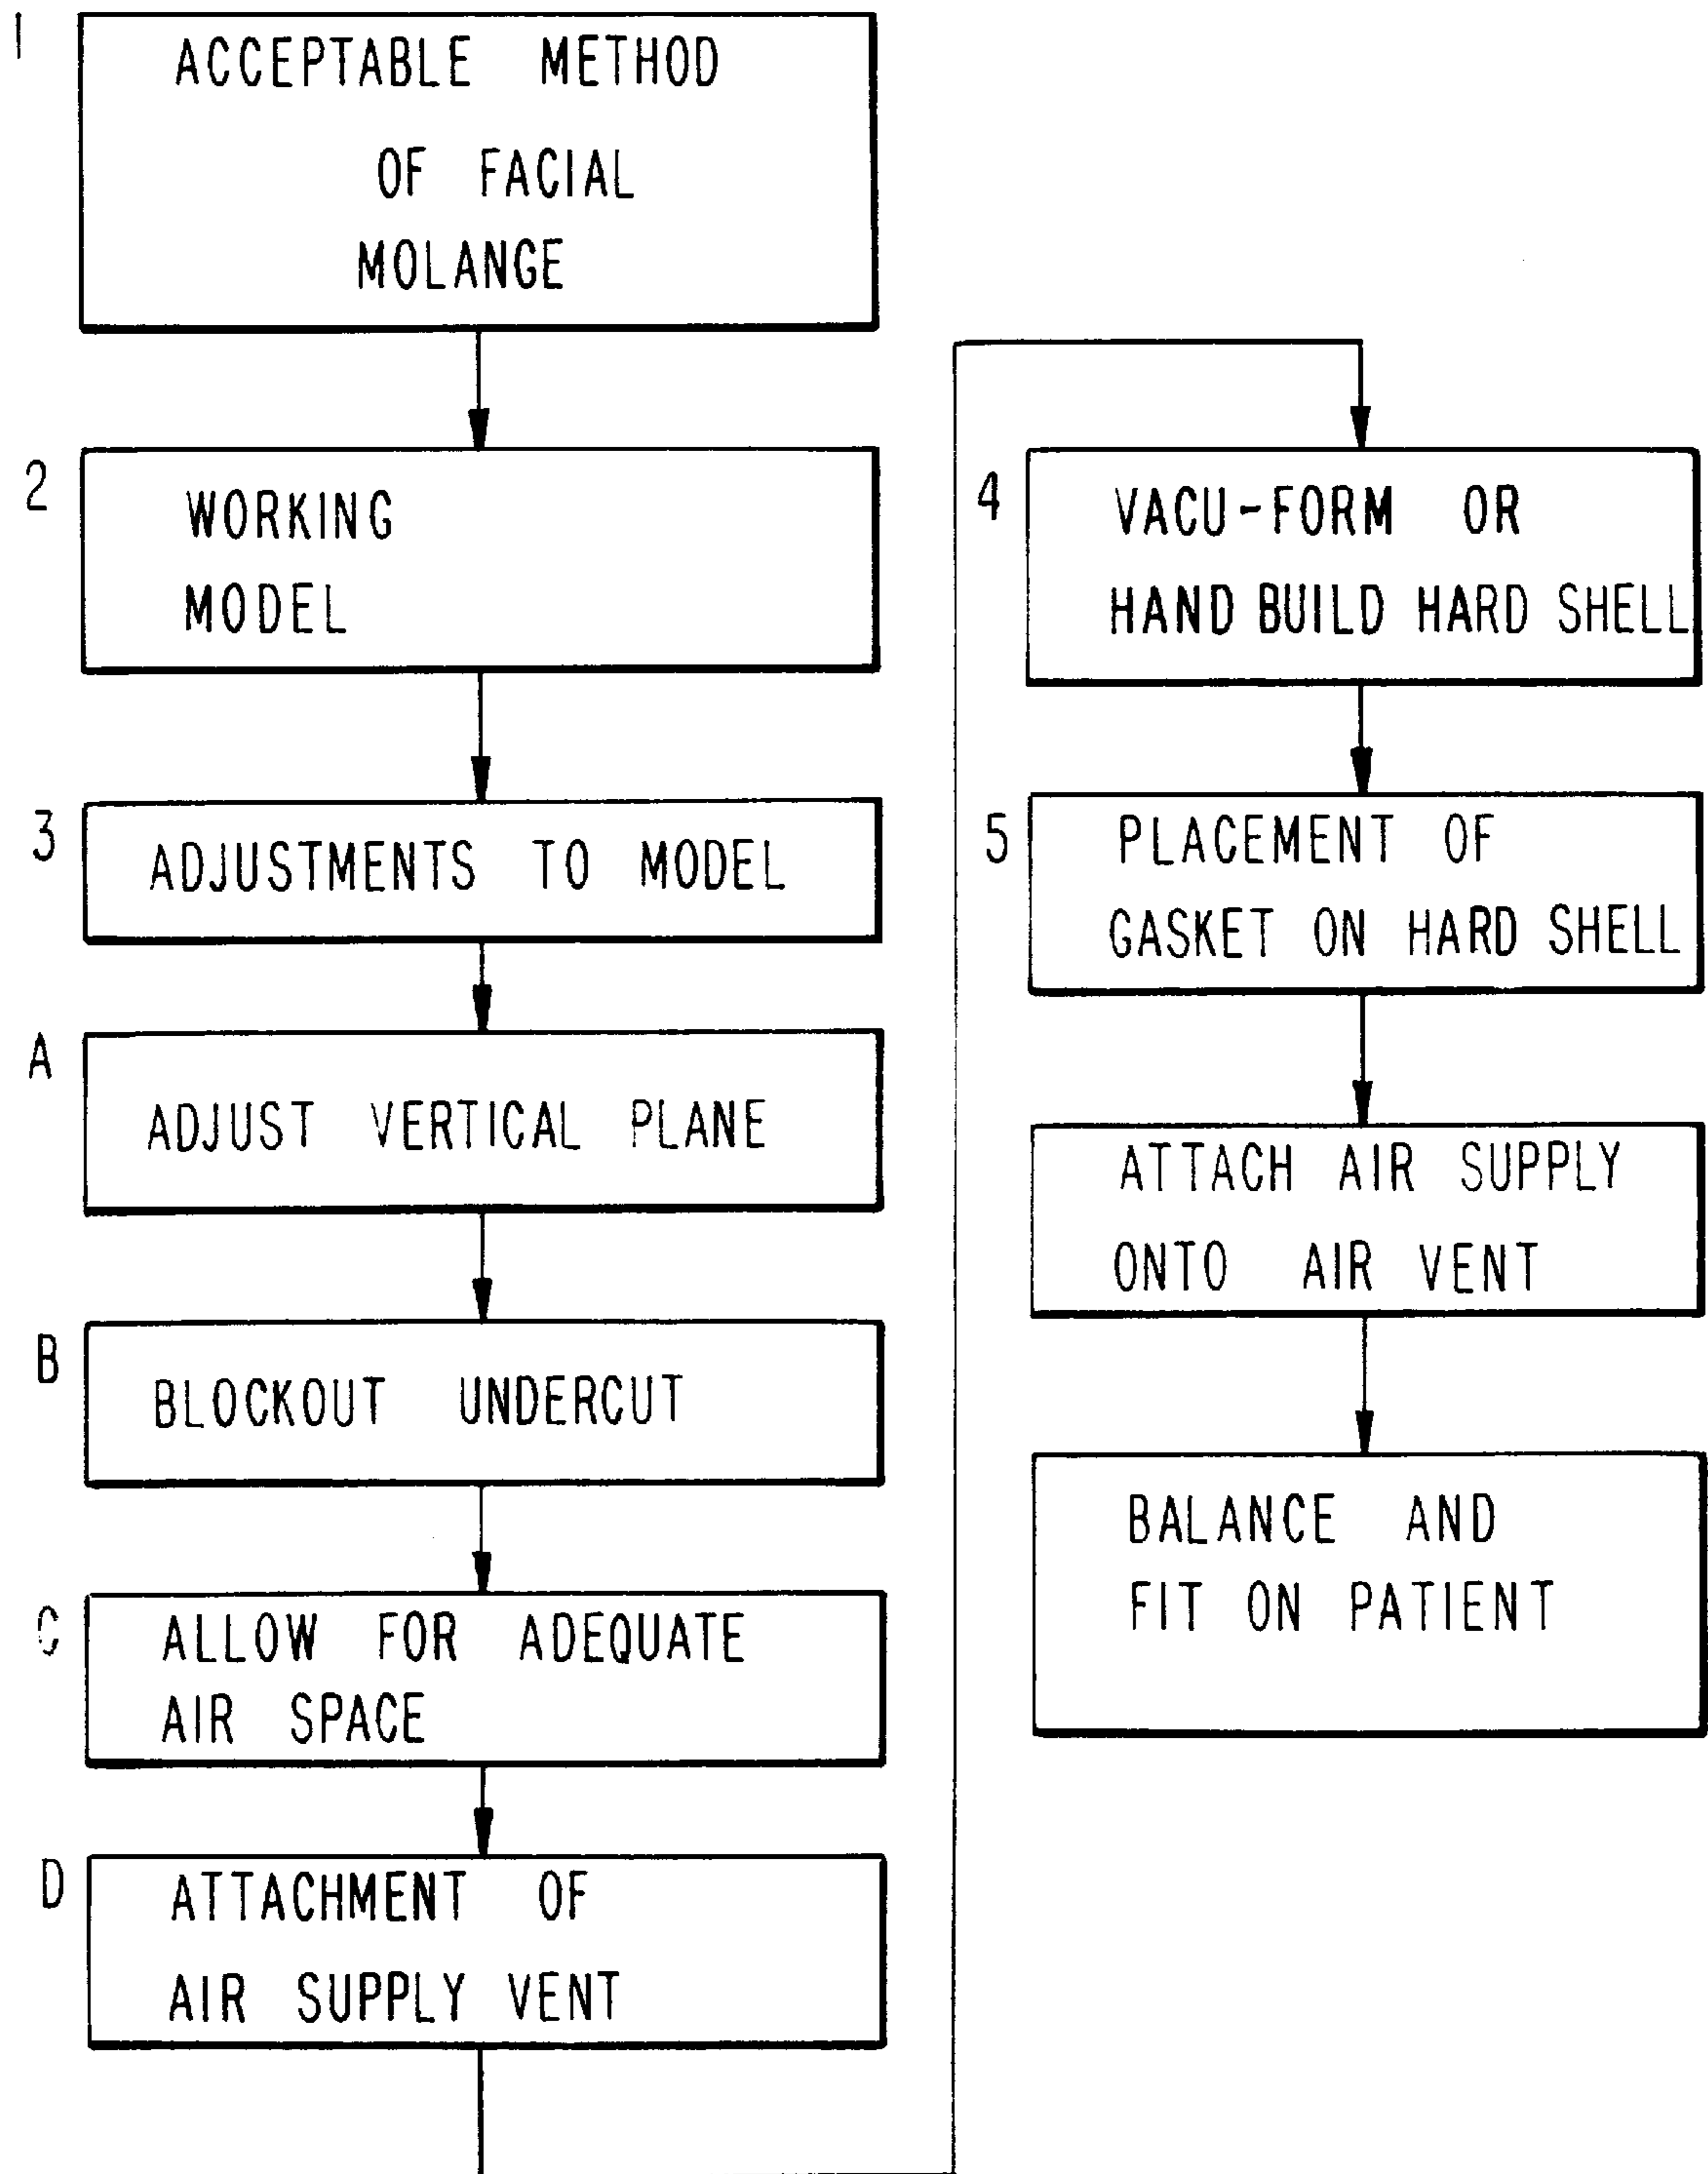 1
ACCEPTABLE METHOD
OF FACIAL
MOLANGE
2
WORKING
MODEL
3
ADJUSTMENTS TO MODEL
A
ADJUST VERTICAL PLANE
B
BLOCKOUT UNDERCUT
C
ALLOW FOR ADEQUATE
AIR SPACE
D
ATTACHMENT OF
AIR SUPPLY VENT
4
VACU-FORM OR
HAND BUILD HARD SHELL
5
PLACEMENT OF
GASKET ON HARD SHELL
ATTACH AIR SUPPLY
ONTO AIR VENT
BALANCE AND
FIT ON PATIENT